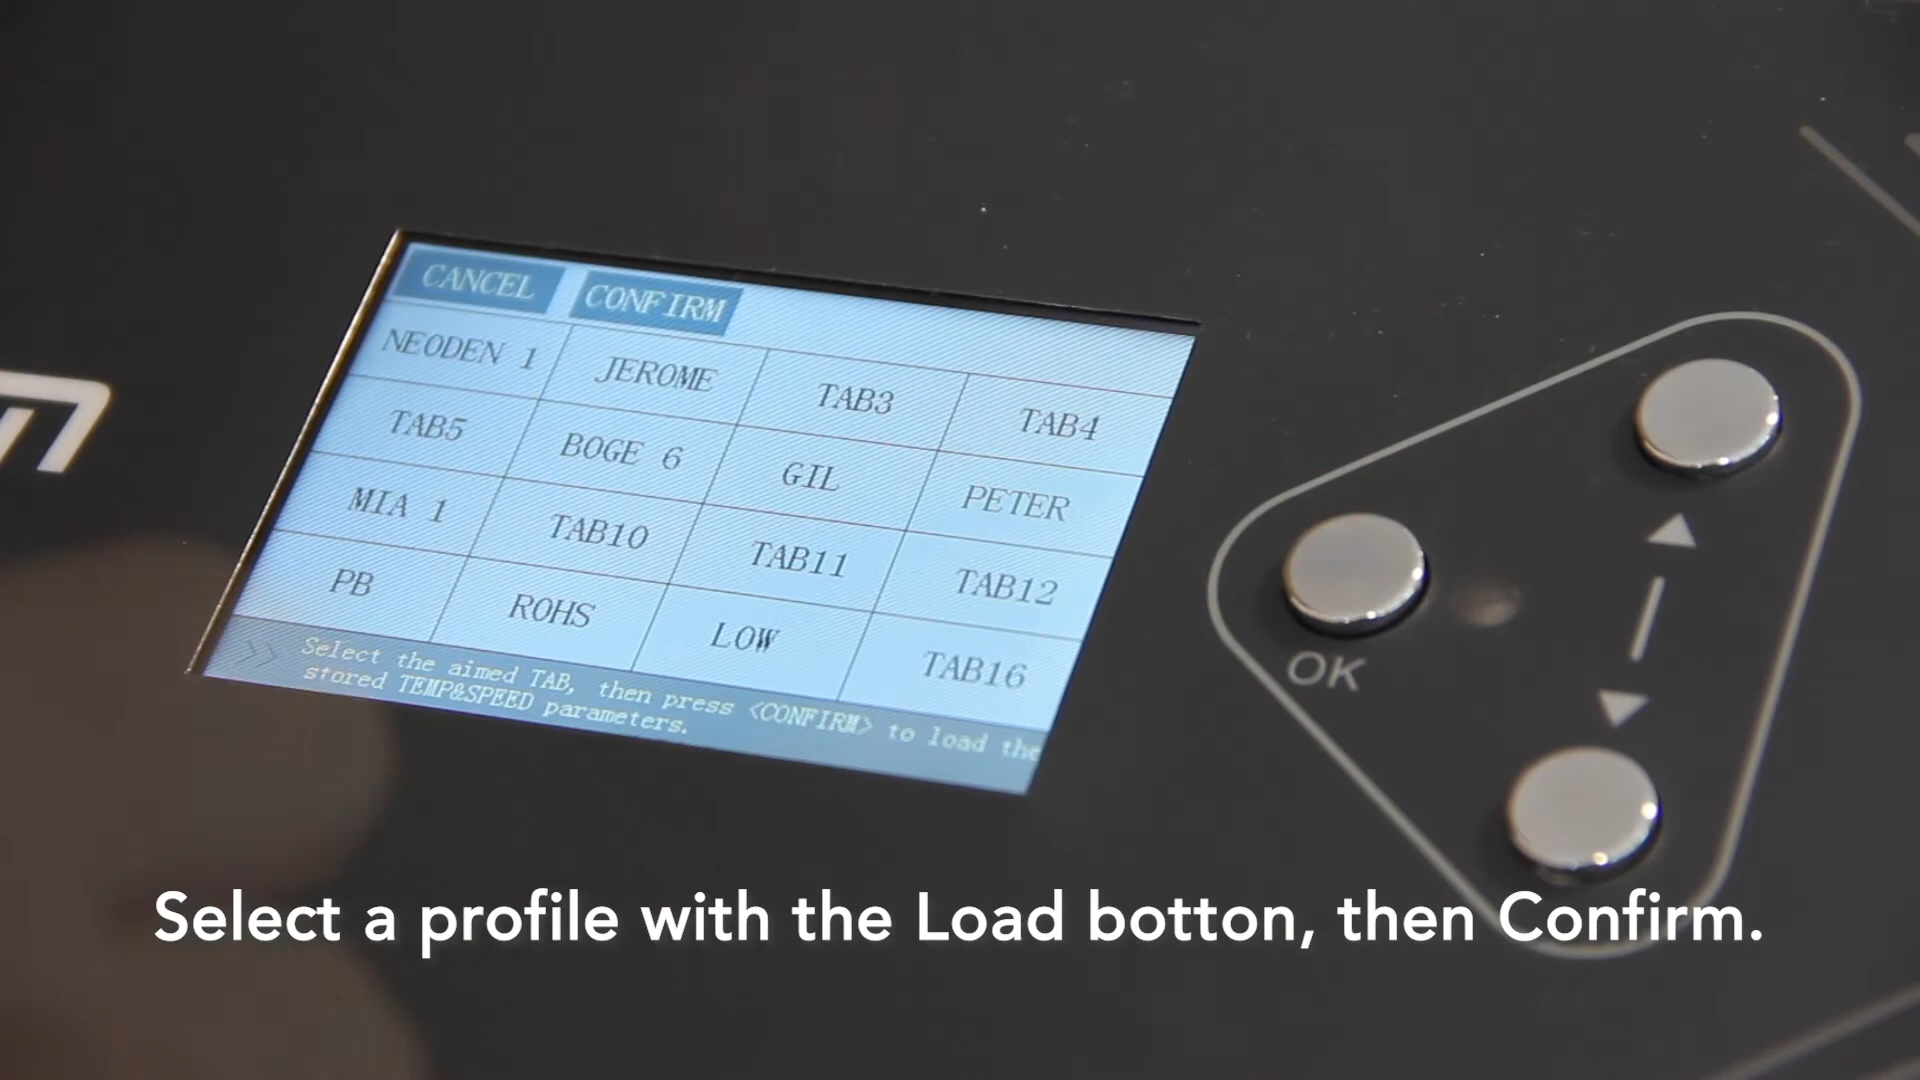 CANCEL CONFIRM
NEODEN 1 JEROME TAB3 TAB4
TAB5 BOGE 6 GIL PETER
MIA 1 TAB10 TAB11 TAB12
PB ROHS LOW TAB16
>> Select the aimed TAB, then press <CONFIRM> to load the
stored TEMP&SPEED parameters.
OK
Select a profile with the Load botton, then Confirm.